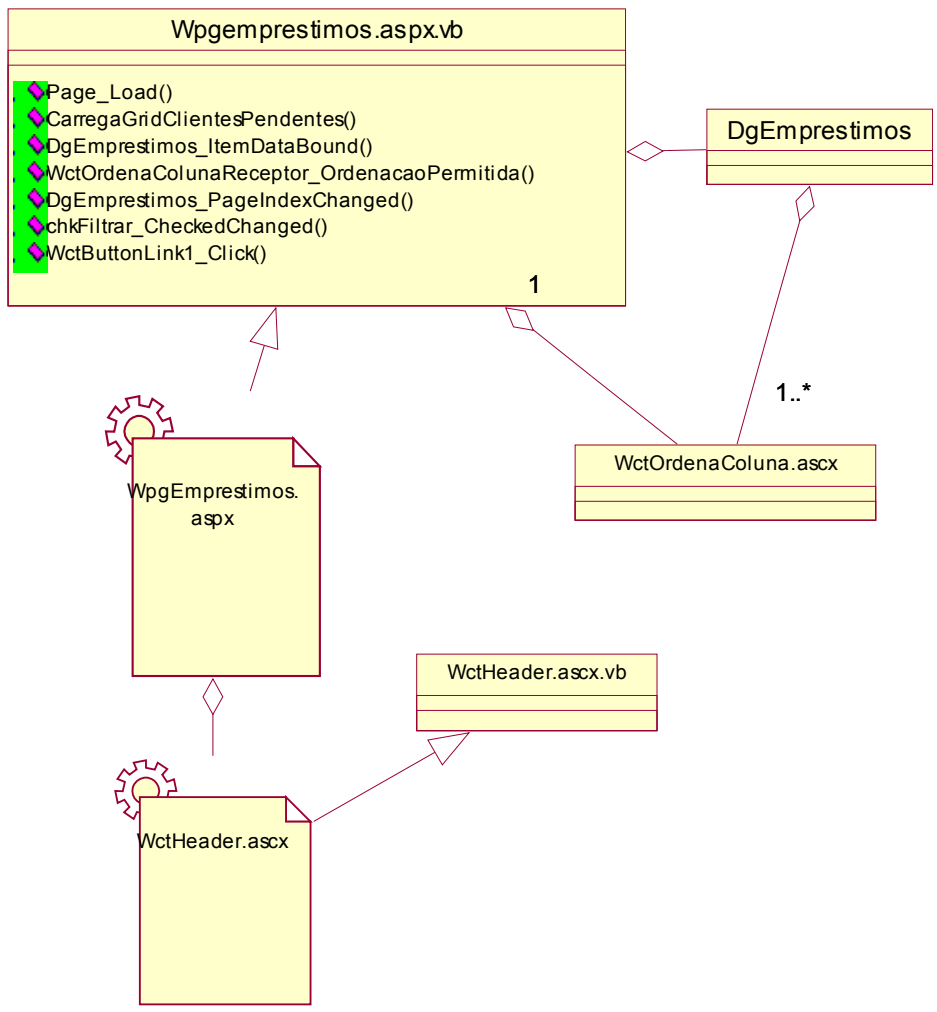 Wpgemprestimos.aspx.vb
Page_Load()
CarregaGridClientesPendentes()
DgEmprestimos_ItemDataBound()
WctOrdenaColunaReceptor_OrdenacaoPermitida()
DgEmprestimos_PageIndexChanged()
chkFiltrar_CheckedChanged()
WctButtonLink1_Click()
DgEmprestimos
1
1..*
WctOrdenaColuna.ascx
WpgEmprestimos.
aspx
WctHeader.ascx.vb
WctHeader.ascx